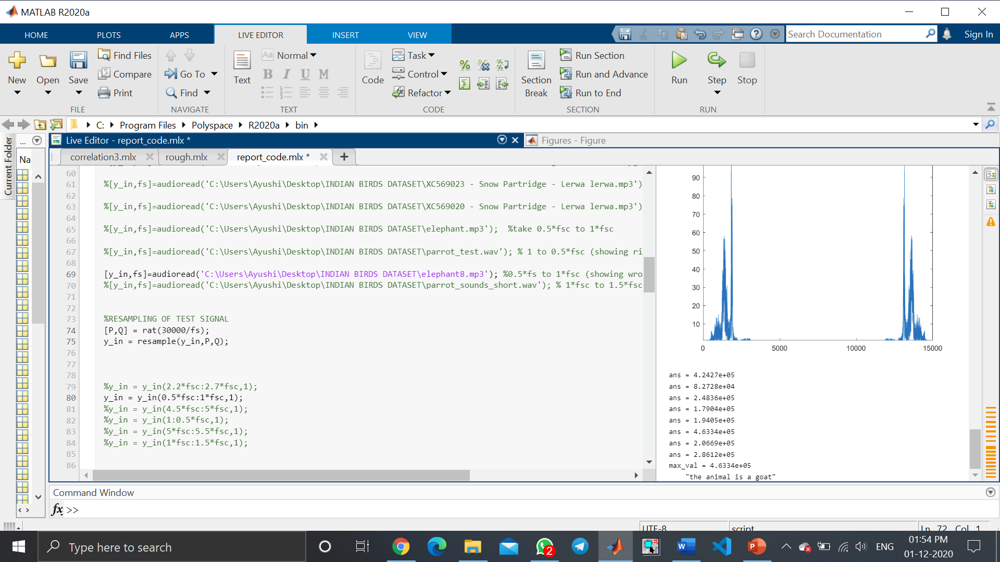 MATLAB R2020a
HOME PLOTS APPS LIVE EDITOR INSERT VIEW
Search Documentation
Sign In
New
Open
Save
Find Files
Compare
Print
FILE
Go To
Find
NAVIGATE
Text
Aa Normal
B I U M
TEXT
Code
Task
Control
Refactor
CODE
Section Break
Run Section
Run and Advance
Run to End
SECTION
Run
Step
Stop
RUN
C: Program Files Polyspace R2020a bin
Current Folder
...
Na
Live Editor - report_code.mlx *
Figures - Figure
correlation3.mlx
rough.mlx
report_code.mlx *
60
61 %[y_in,fs]=audioread('C:\Users\Ayushi\Desktop\INDIAN BIRDS DATASET\XC569023 - Snow Partridge - Lerwa lerwa.mp3')
62
63 %[y_in,fs]=audioread('C:\Users\Ayushi\Desktop\INDIAN BIRDS DATASET\XC569020 - Snow Partridge - Lerwa lerwa.mp3')
64
65 %[y_in,fs]=audioread('C:\Users\Ayushi\Desktop\INDIAN BIRDS DATASET\elephant.mp3'); %take 0.5*fsc to 1*fsc
66
67 %[y_in,fs]=audioread('C:\Users\Ayushi\Desktop\INDIAN BIRDS DATASET\parrot_test.wav'); % 1 to 0.5*fsc (showing ri
68
69 [y_in,fs]=audioread('C:\Users\Ayushi\Desktop\INDIAN BIRDS DATASET\elephant8.mp3'); %0.5*fs to 1*fsc (showing wro
70 %[y_in,fs]=audioread('C:\Users\Ayushi\Desktop\INDIAN BIRDS DATASET\parrot_sounds_short.wav'); % 1*fsc to 1.5*fsc
71
72
73 %RESAMPLING OF TEST SIGNAL
74 [P,Q] = rat(30000/fs);
75 y_in = resample(y_in,P,Q);
76
77
78
79 %y_in = y_in(2.2*fsc:2.7*fsc,1);
80 y_in = y_in(0.5*fsc:1*fsc,1);
81 %y_in = y_in(4.5*fsc:5*fsc,1);
82 %y_in = y_in(1:0.5*fsc,1);
83 %y_in = y_in(5*fsc:5.5*fsc,1);
84 %y_in = y_in(1*fsc:1.5*fsc,1);
85
86
90
80
70
60
50
40
30
20
10
0 5000 10000 15000
ans = 4.2427e+05
ans = 8.2728e+04
ans = 2.4836e+05
ans = 1.7904e+05
ans = 1.9405e+05
ans = 4.6334e+05
ans = 2.0669e+05
ans = 2.8612e+05
max_val = 4.6334e+05
"the animal is a goat"
Command Window
fx >>
UTF-8
script
Ln 72 Col 1
Type here to search
2
ENG
01:54 PM
01-12-2020